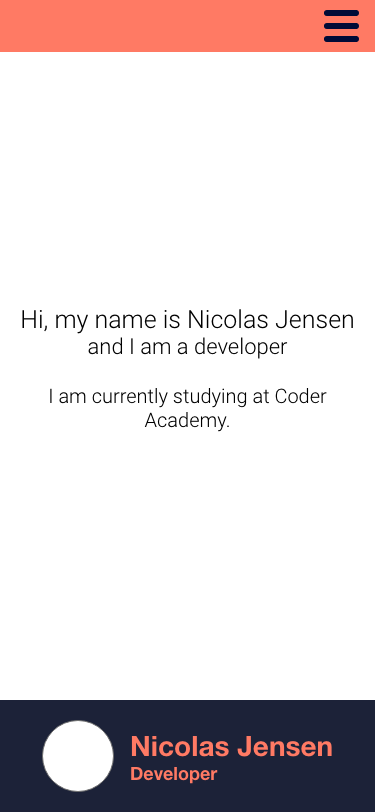 Hi, my name is Nicolas Jensen
and I am a developer
I am currently studying at Coder
Academy.
Nicolas Jensen
Developer